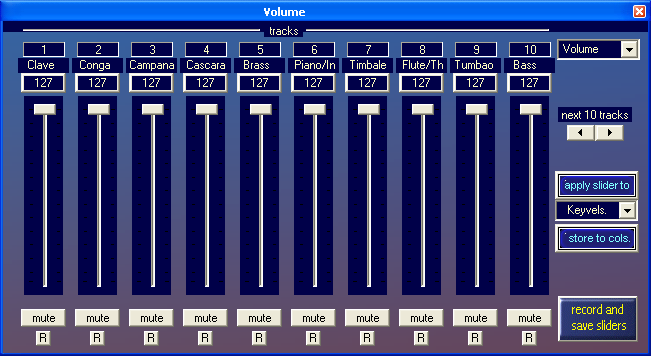 Volume
tracks
1 2 3 4 5 6 7 8 9 10
Clave Conga Campana Cascara Brass Piano/In Timbale Flute/Th Tumbao Bass
127 127 127 127 127 127 127 127 127 127
Volume
next 10 tracks
apply slider to
Keyvels.
store to cols.
mute mute mute mute mute mute mute mute mute mute
R R R R R R R R R R
record and
save sliders